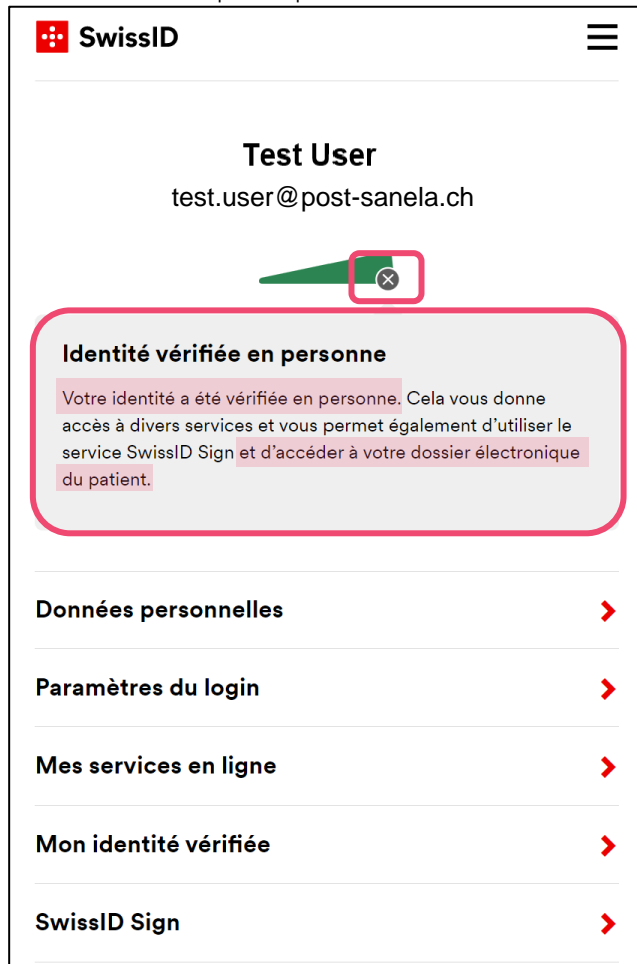 SwissID
Test User
test.user@post-sanela.ch
Identité vérifiée en personne
Votre identité a été vérifiée en personne. Cela vous donne
accès à divers services et vous permet également d'utiliser le
service SwissID Sign et d'accéder à votre dossier électronique
du patient.
Données personnelles
Paramètres du login
Mes services en ligne
Mon identité vérifiée
SwissID Sign